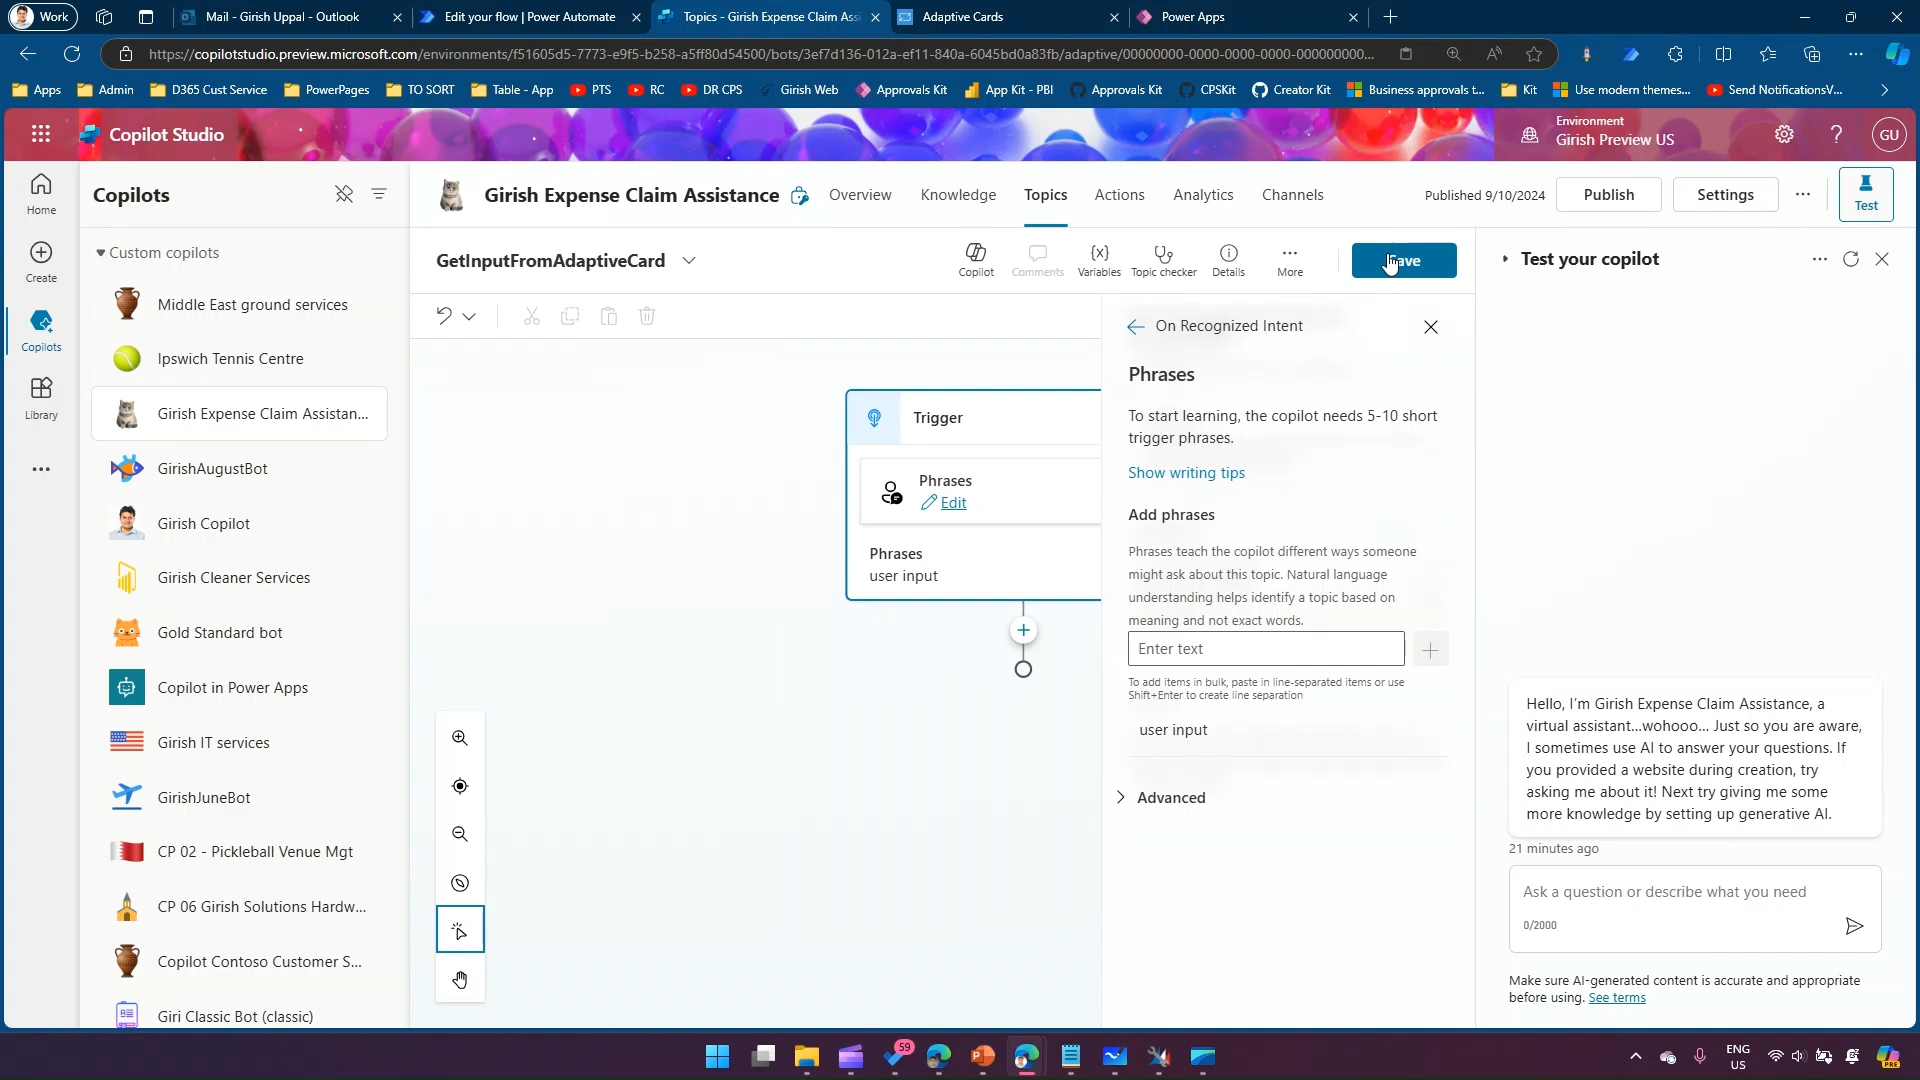 Work
Mail - Girish Uppal - Outlook
Edit your flow | Power Automate
Topics - Girish Expense Claim Ass
Adaptive Cards
Power Apps
https://copilotstudio.preview.microsoft.com/environments/f51605d5-7773-e9f5-b258-a5ff80d54500/bots/3ef7d136-012a-ef11-840a-6045bd0a83fb/adaptive/00000000-0000-0000-0000-000000000...
Apps
Admin
D365 Cust Service
PowerPages
TO SORT
Table - App
PTS
RC
DR CPS
Girish Web
Approvals Kit
App Kit - PBI
Approvals Kit
CPSKit
Creator Kit
Business approvals t...
Kit
Use modern themes...
Send NotificationsV...
Copilot Studio
Environment
Girish Preview US
GU
Home
Create
Copilots
Library
Copilots
Custom copilots
Middle East ground services
Ipswich Tennis Centre
Girish Expense Claim Assistan...
GirishAugustBot
Girish Copilot
Girish Cleaner Services
Gold Standard bot
Copilot in Power Apps
Girish IT services
GirishJuneBot
CP 02 - Pickleball Venue Mgt
CP 06 Girish Solutions Hardw...
Copilot Contoso Customer S...
Giri Classic Bot (classic)
Girish Expense Claim Assistance
Overview
Knowledge
Topics
Actions
Analytics
Channels
Published 9/10/2024
Publish
Settings
Test
GetInputFromAdaptiveCard
Copilot
Comments
Variables
Topic checker
Details
More
Save
Trigger
Phrases
Edit
Phrases
user input
On Recognized Intent
Phrases
To start learning, the copilot needs 5-10 short
trigger phrases.
Show writing tips
Add phrases
Phrases teach the copilot different ways someone
might ask about this topic. Natural language
understanding helps identify a topic based on
meaning and not exact words.
Enter text
To add items in bulk, paste in line-separated items or use
Shift+Enter to create line separation
user input
Advanced
Test your copilot
Hello, I'm Girish Expense Claim Assistance, a
virtual assistant...wohooo... Just so you are aware,
I sometimes use AI to answer your questions. If
you provided a website during creation, try
asking me about it! Next try giving me some
more knowledge by setting up generative AI.
21 minutes ago
Ask a question or describe what you need
0/2000
Make sure AI-generated content is accurate and appropriate
before using. See terms
59
ENG
US
PRE